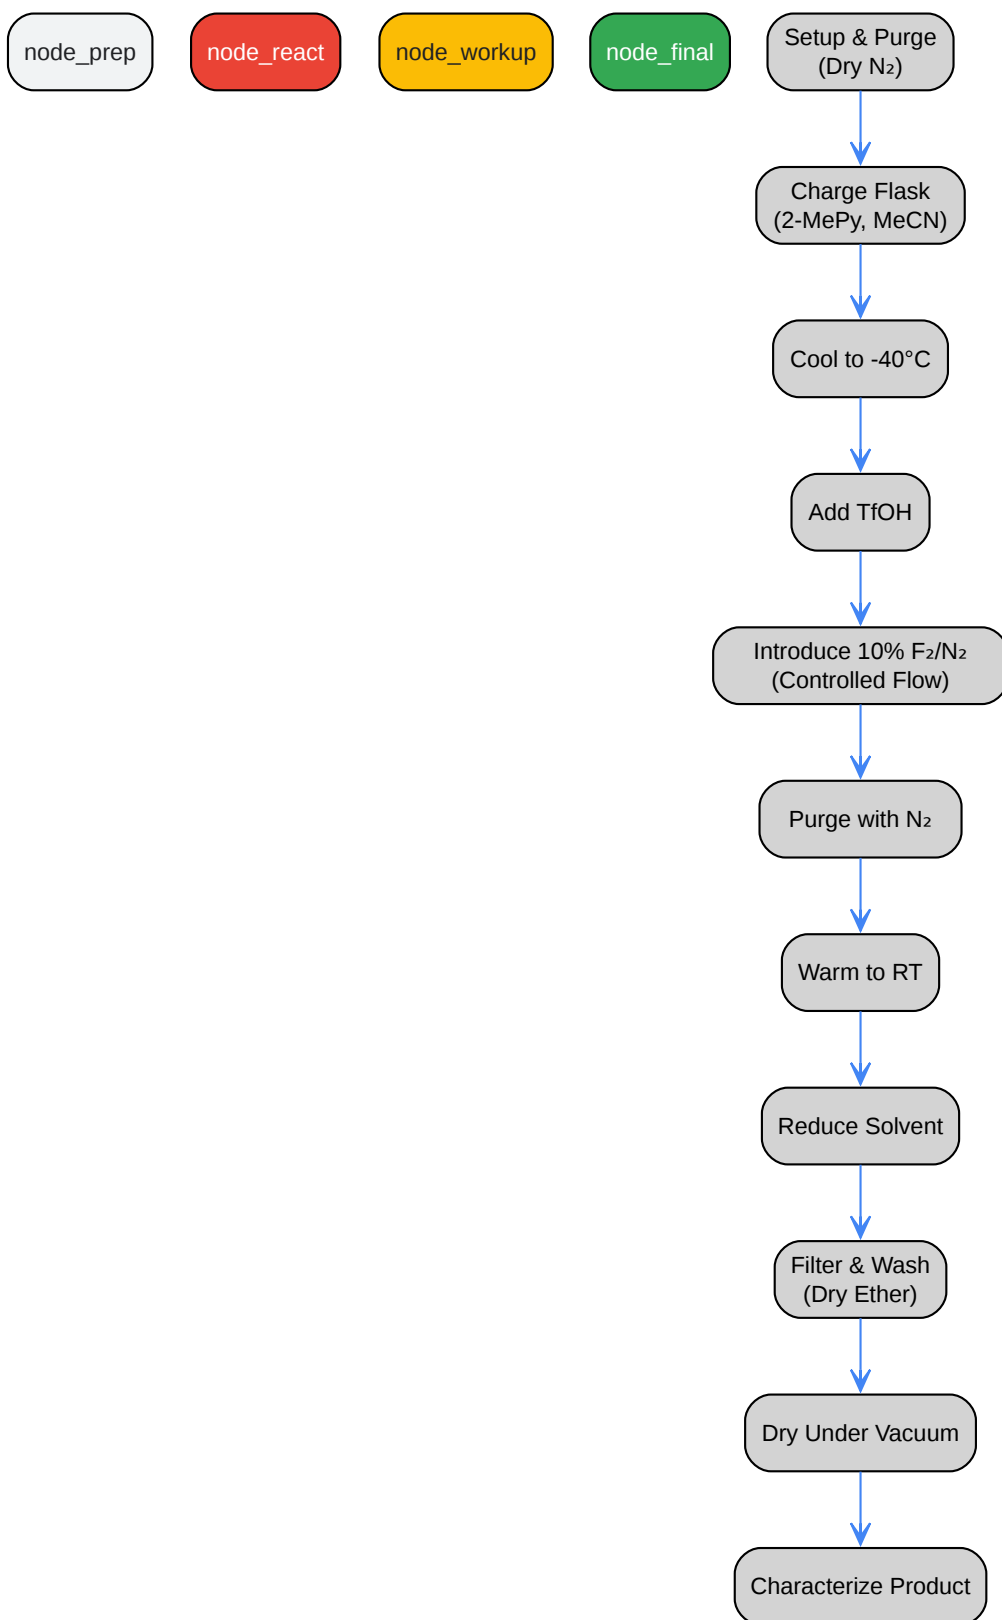 node_prep
node_react
node_workup
node_final
Setup & Purge
(Dry N₂)
Charge Flask
(2-MePy, MeCN)
Cool to -40°C
Add TfOH
Introduce 10% F₂/N₂
(Controlled Flow)
Purge with N₂
Warm to RT
Reduce Solvent
Filter & Wash
(Dry Ether)
Dry Under Vacuum
Characterize Product